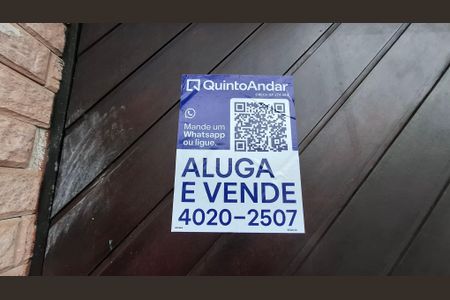 QuintoAndar
Mande um
Whatsapp
ou ligue.
ALUGA
E VENDE
4020-2507